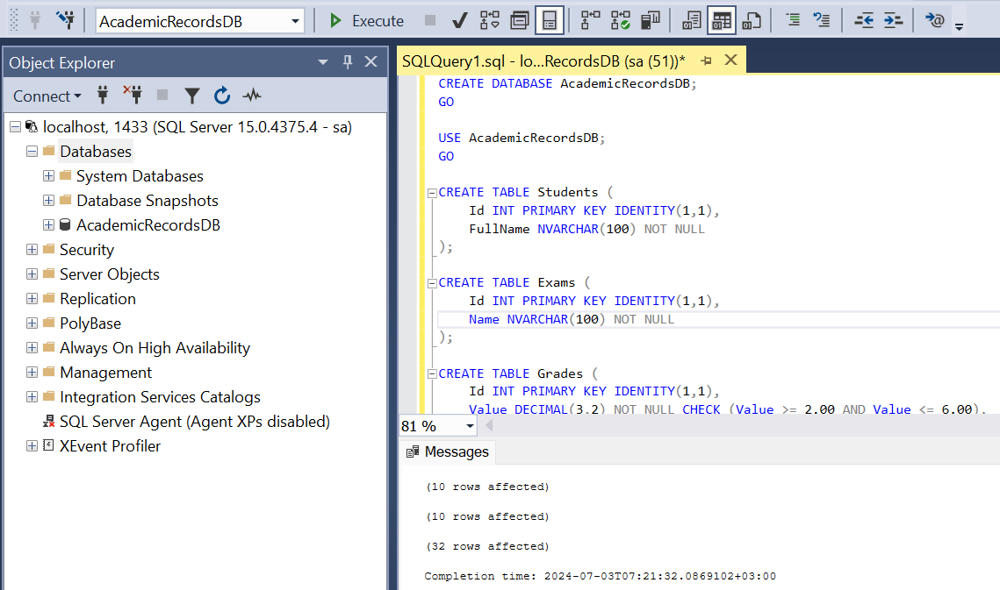 AcademicRecordsDB
Execute
Object Explorer
Connect
localhost, 1433 (SQL Server 15.0.4375.4 - sa)
Databases
System Databases
Database Snapshots
AcademicRecordsDB
Security
Server Objects
Replication
PolyBase
Always On High Availability
Management
Integration Services Catalogs
SQL Server Agent (Agent XPs disabled)
XEvent Profiler
SQLQuery1.sql - lo...RecordsDB (sa (51))*
CREATE DATABASE AcademicRecordsDB;
GO
USE AcademicRecordsDB;
GO
CREATE TABLE Students (
Id INT PRIMARY KEY IDENTITY(1,1),
FullName NVARCHAR(100) NOT NULL
);
CREATE TABLE Exams (
Id INT PRIMARY KEY IDENTITY(1,1),
Name NVARCHAR(100) NOT NULL
);
CREATE TABLE Grades (
Id INT PRIMARY KEY IDENTITY(1,1),
Value DECIMAL(3,2) NOT NULL CHECK (Value >= 2.00 AND Value <= 6.00),
81 %
Messages
(10 rows affected)
(10 rows affected)
(32 rows affected)
Completion time: 2024-07-03T07:21:32.0869102+03:00